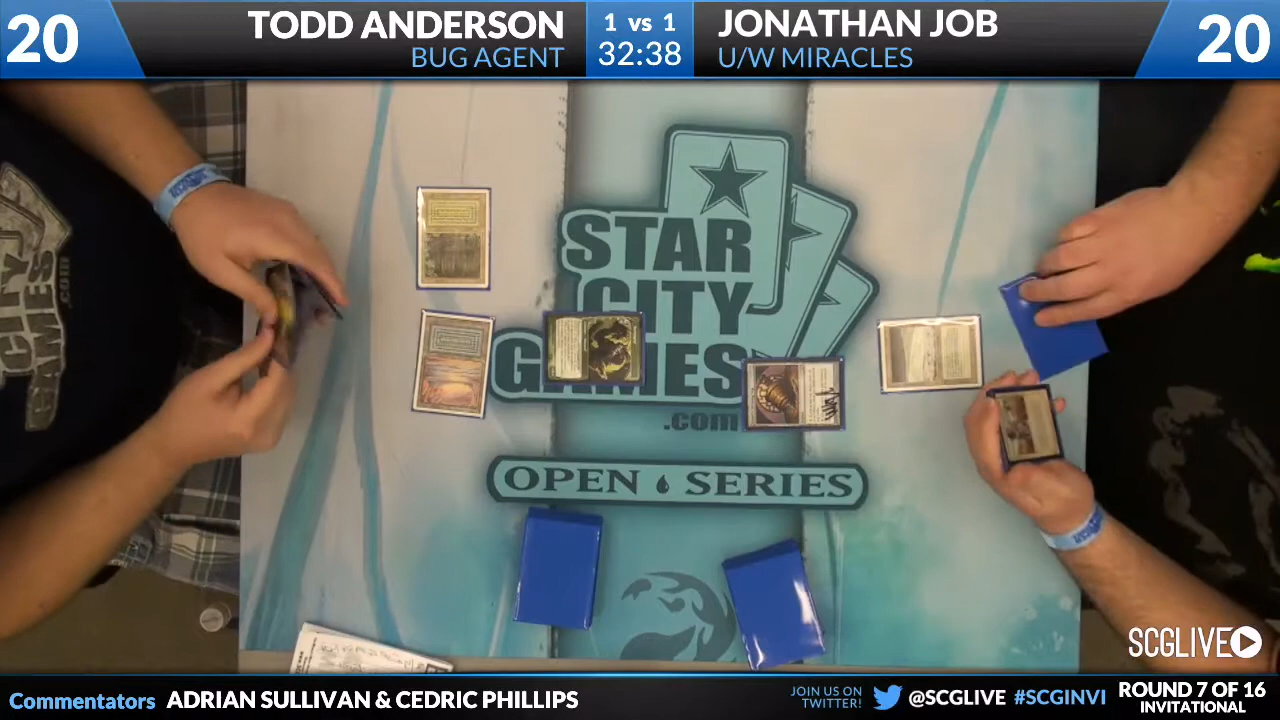 20
TODD ANDERSON
BUG AGENT
1 vs 1
32:38
JONATHAN JOB
U/W MIRACLES
20
STAR
CITY
GAMES
.com
OPEN SERIES
CITY
GAMES
.com
SCGLIVE
Commentators ADRIAN SULLIVAN & CEDRIC PHILLIPS
JOIN US ON
TWITTER!
@SCGLIVE #SCGINVI
ROUND 7 OF 16
INVITATIONAL